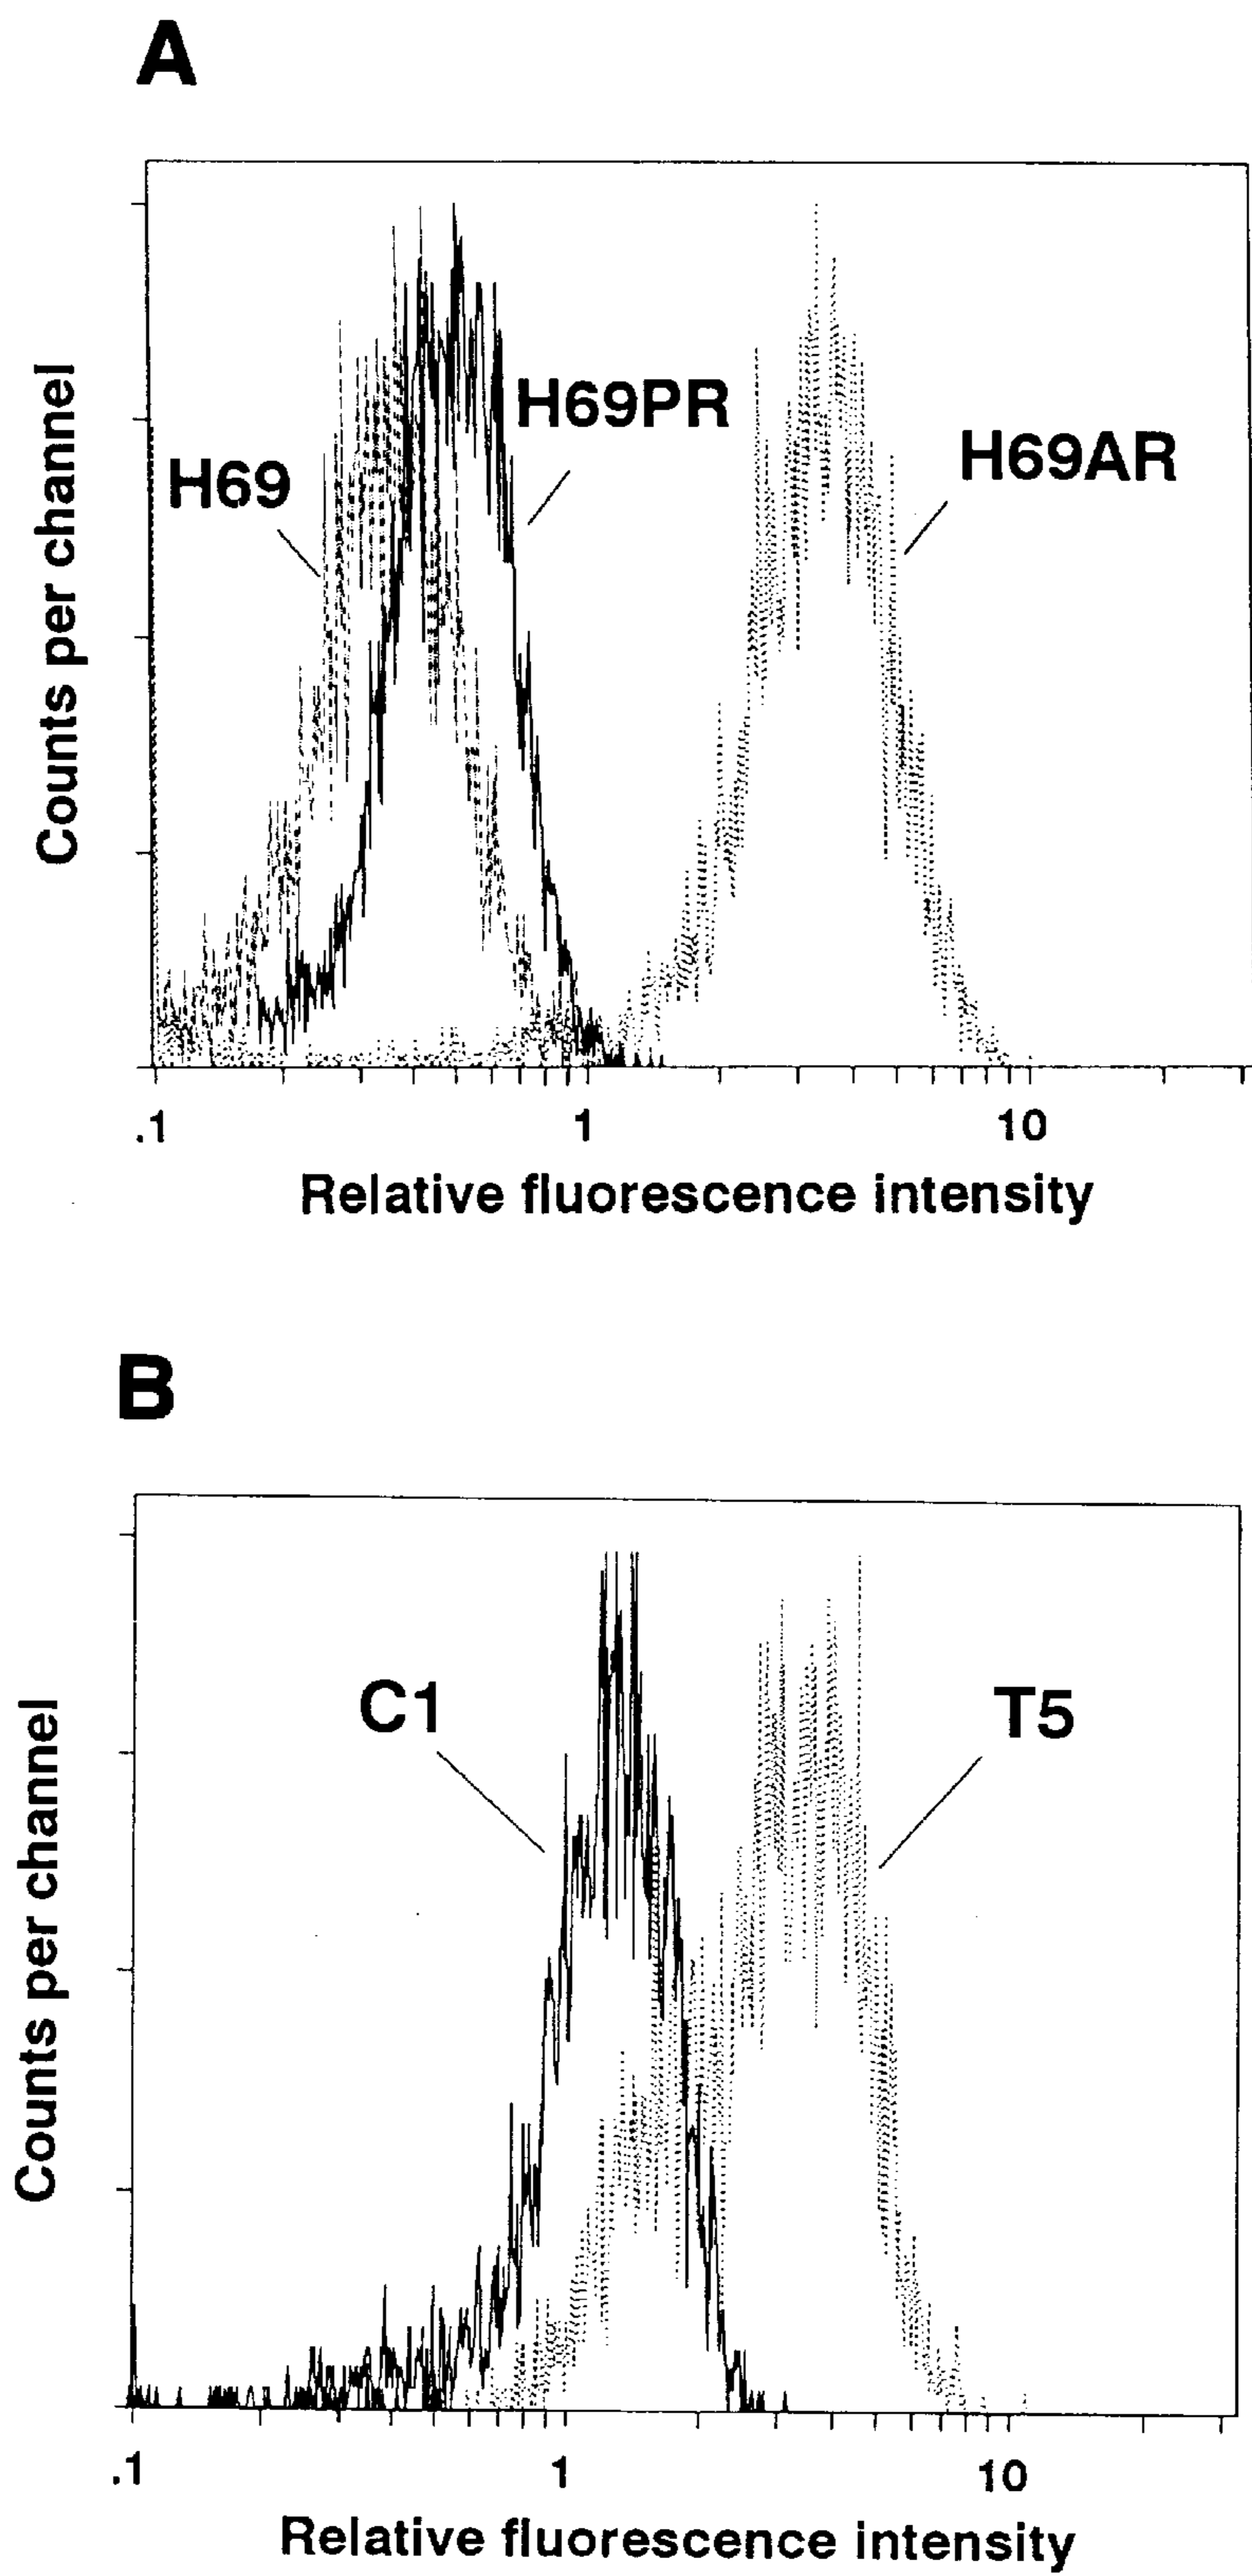 A
Counts per channel
H69
H69PR
H69AR
.1 1 10
Relative fluorescence intensity
B
Counts per channel
C1
T5
.1 1 10
Relative fluorescence intensity